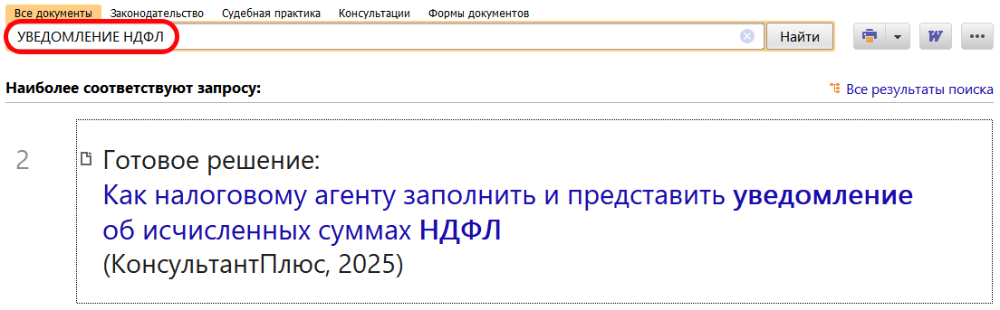 Все документы Законодательство Судебная практика Консультации Формы документов
УВЕДОМЛЕНИЕ НДФЛ Найти W
Наиболее соответствуют запросу: Все результаты поиска
2 Готовое решение:
Как налоговому агенту заполнить и представить уведомление
об исчисленных суммах НДФЛ
(КонсультантПлюс, 2025)